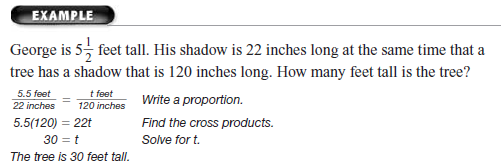 EXAMPLE
George is 5 1/2 feet tall. His shadow is 22 inches long at the same time that a
tree has a shadow that is 120 inches long. How many feet tall is the tree?
5.5 feet / 22 inches = t feet / 120 inches Write a proportion.
5.5(120) = 22t Find the cross products.
30 = t Solve for t.
The tree is 30 feet tall.